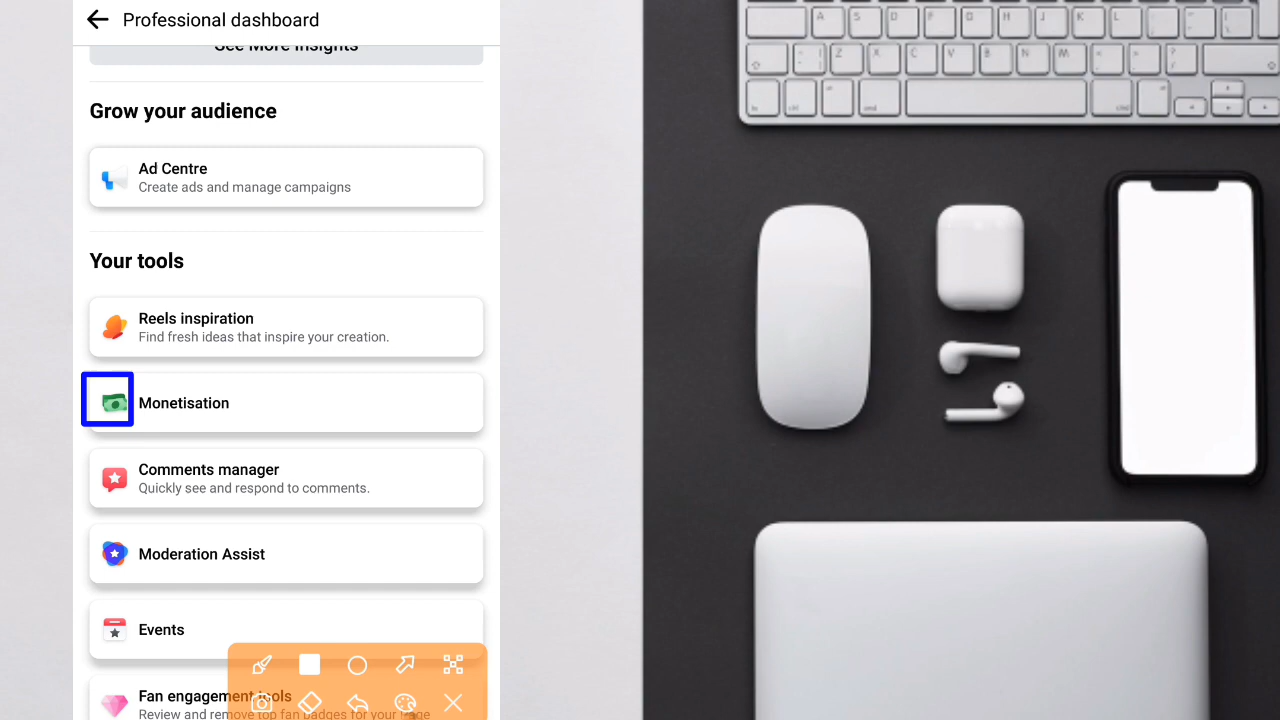 Professional dashboard
See More Insights
Grow your audience
Ad Centre
Create ads and manage campaigns
Your tools
Reels inspiration
Find fresh ideas that inspire your creation.
Monetisation
Comments manager
Quickly see and respond to comments.
Moderation Assist
Events
Fan engagement tools
Review and remove top fan badges for your Page